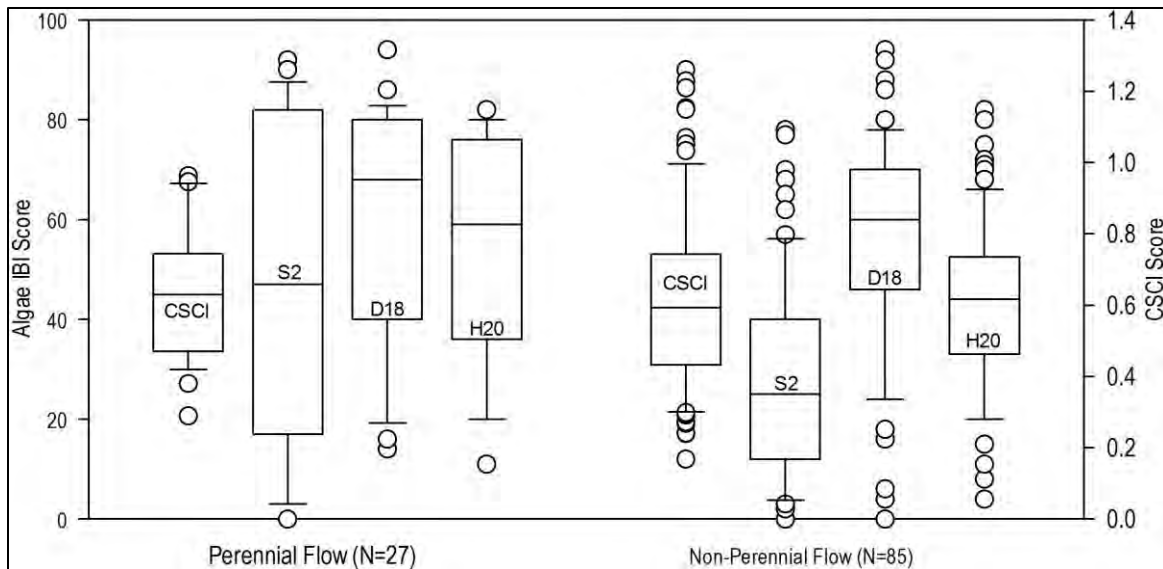 Algae IBI Score
100
80
60
40
20
0
CSCI
S2
D18
H20
CSCI
S2
D18
H20
1.4
1.2
1.0
0.8
0.6
0.4
0.2
0.0
CSCI Score
Perennial Flow (N=27)
Non-Perennial Flow (N=85)